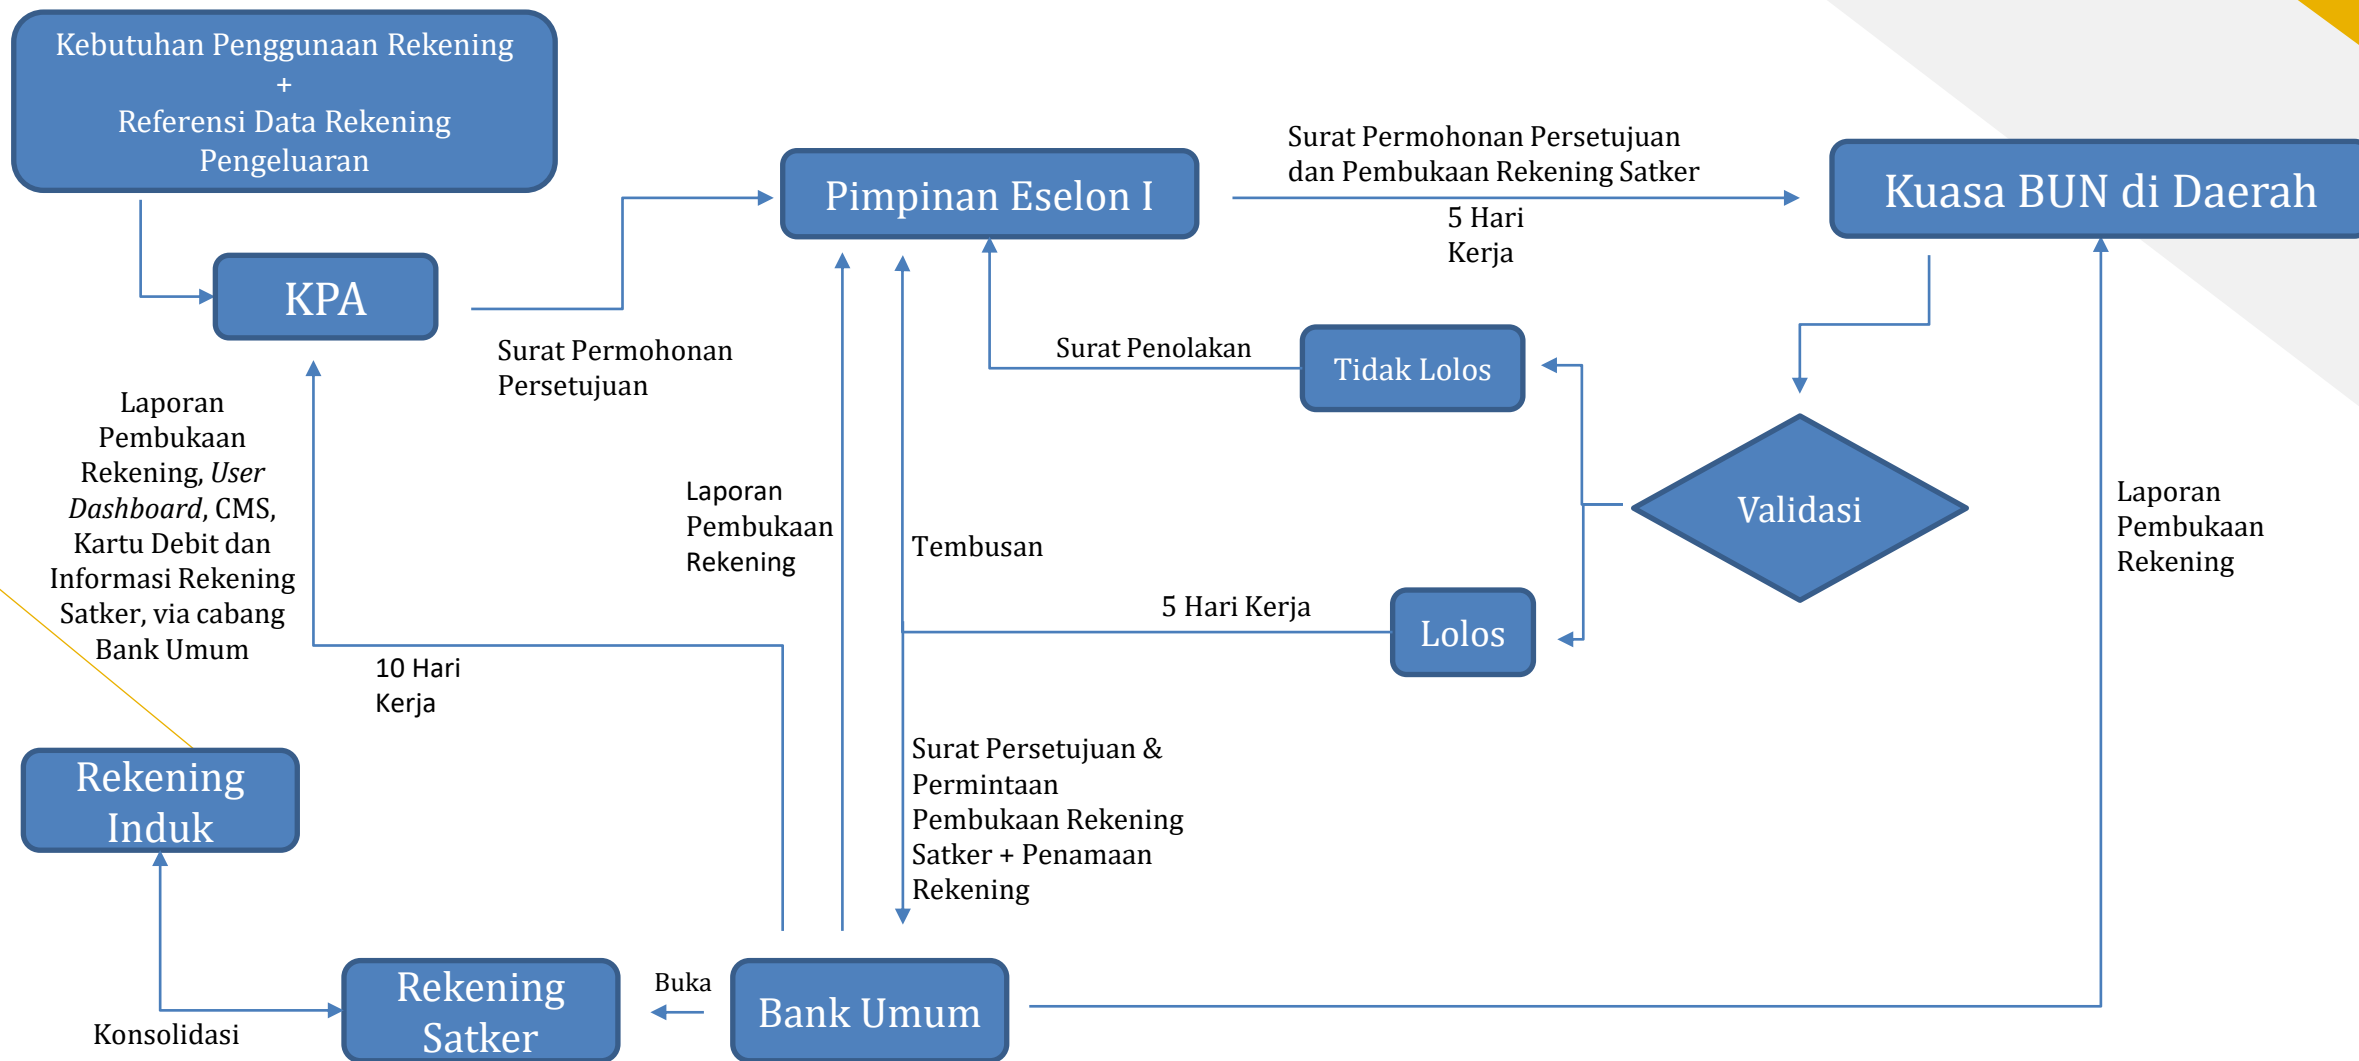 Kebutuhan Penggunaan Rekening
+
Referensi Data Rekening
Pengeluaran
KPA
Surat Permohonan
Persetujuan
Pimpinan Eselon I
Surat Permohonan Persetujuan
dan Pembukaan Rekening Satker
5 Hari
Kerja
Kuasa BUN di Daerah
Surat Penolakan
Tidak Lolos
Validasi
Lolos
5 Hari Kerja
Laporan
Pembukaan
Rekening, User
Dashboard, CMS,
Kartu Debit dan
Informasi Rekening
Satker, via cabang
Bank Umum
10 Hari
Kerja
Laporan
Pembukaan
Rekening
Tembusan
Surat Persetujuan &
Permintaan
Pembukaan Rekening
Satker + Penamaan
Rekening
Laporan
Pembukaan
Rekening
Rekening
Induk
Konsolidasi
Rekening
Satker
Buka
Bank Umum